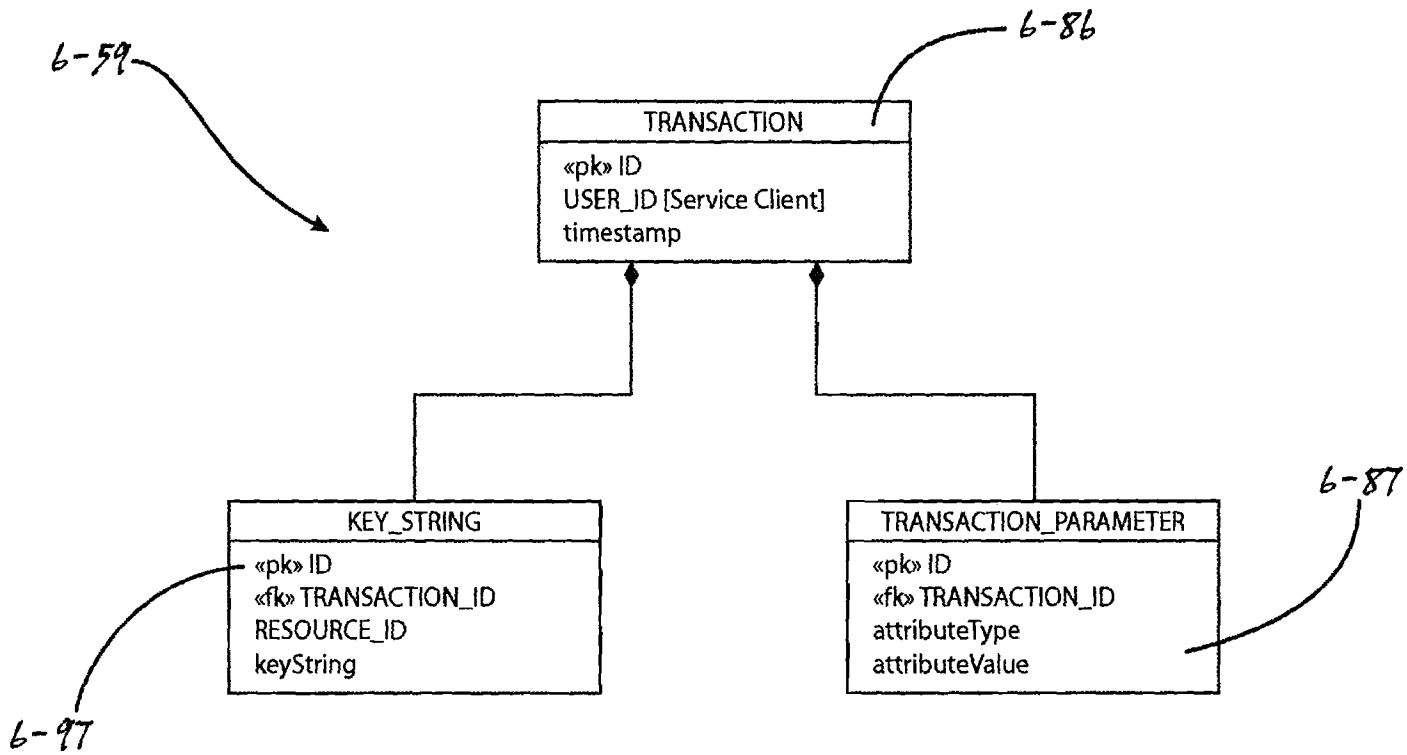 6-86
6-59
TRANSACTION
«pk» ID
USER_ID [Service Client]
timestamp
KEY_STRING
«pk» ID
«fk» TRANSACTION_ID
RESOURCE_ID
keyString
6-97
6-87
TRANSACTION_PARAMETER
«pk» ID
«fk» TRANSACTION_ID
attributeType
attributeValue